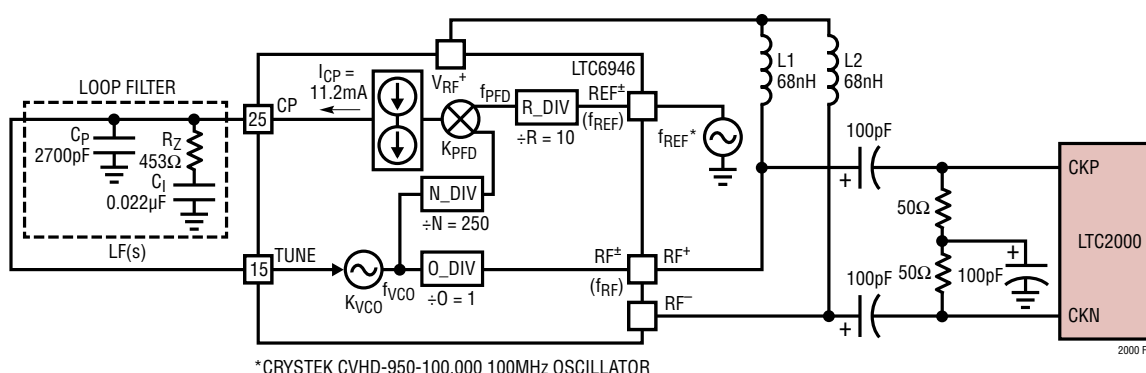 LOOP FILTER
C_P
2700pF
R_Z
453Ω
C_I
0.022µF
LF(s)
25
CP
I_CP =
11.2mA
V_RF+
LTC6946
f_PFD
R_DIV
÷R = 10
REF±
(f_REF)
K_PFD
f_REF*
N_DIV
÷N = 250
15
TUNE
K_VCO
f_VCO
O_DIV
÷O = 1
RF±
(f_RF)
RF+
RF–
L1
68nH
L2
68nH
100pF
+
50Ω
50Ω
100pF
+
100pF
+
CKP
LTC2000
CKN
2000 F
*CRYSTEK CVHD-950-100.000 100MHz OSCILLATOR